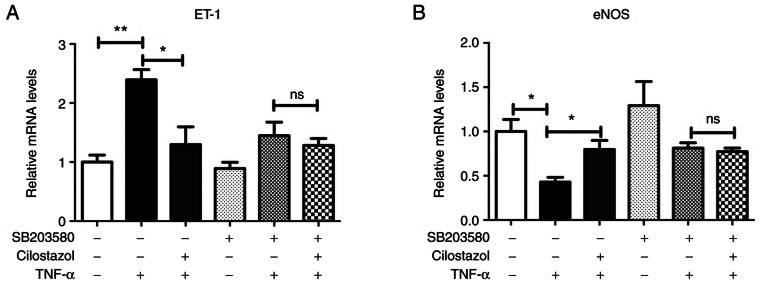 A
ET-1
Relative mRNA levels
3
2
1
0
**
*
ns
SB203580 – – – + + +
Cilostazol – – + – – +
TNF-α – + + – + +
B
eNOS
Relative mRNA levels
2.0
1.5
1.0
0.5
0.0
*
*
ns
SB203580 – – – + + +
Cilostazol – – + – – +
TNF-α – + + – + +